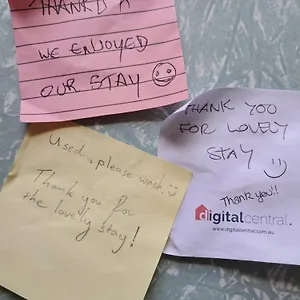 THANKS
WE ENJOYED
OUR STAY
THANK YOU
FOR LOVELY
STAY
Thank you!!
digitalcentral.
www.digitalcentral.com.au
Used, please wash.
Thank you for
the lovely stay!